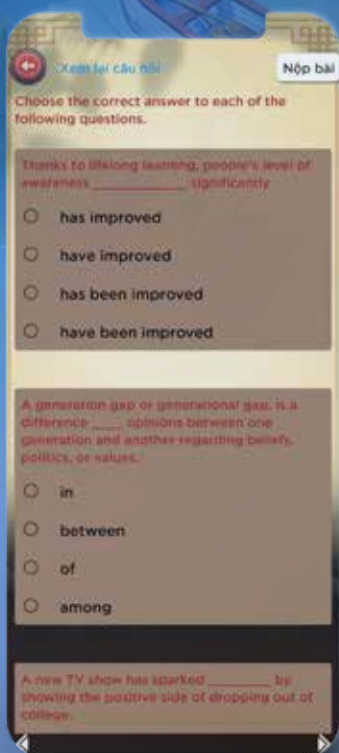 Xem lại câu hỏi
Nộp bài
Choose the correct answer to each of the
following questions.
Thanks to lifelong learning, people's level of
awareness ____________ significantly
has improved
have improved
has been improved
have been improved
A generation gap or generational gap, is a
difference ____ opinions between one
generation and another regarding beliefs,
politics, or values.
in
between
of
among
A new TV show has sparked ________ by
showing the positive side of dropping out of
college.